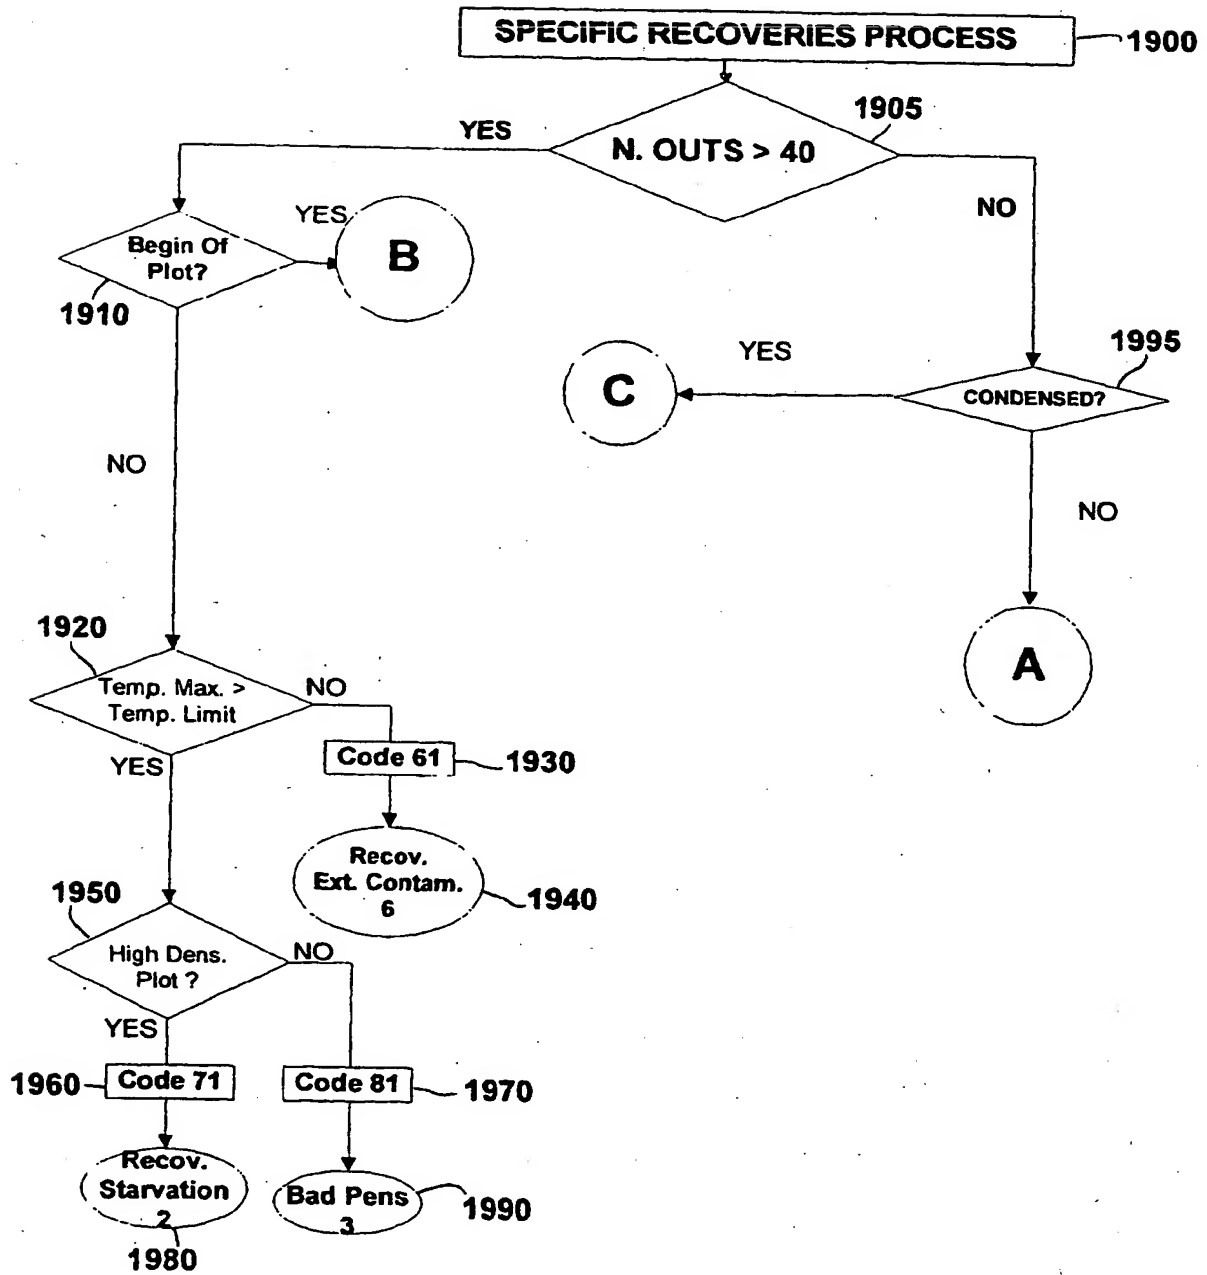 SPECIFIC RECOVERIES PROCESS
1900
1905
YES
N. OUTS > 40
NO
YES
Begin Of
Plot?
B
1910
1995
YES
C
CONDENSED?
NO
NO
A
1920
Temp. Max. >
Temp. Limit
NO
YES
Code 61
1930
Recov.
Ext. Contam.
6
1940
1950
High Dens.
Plot ?
NO
YES
1960
Code 71
Code 81
1970
Recov.
Starvation
2
Bad Pens
3
1990
1980